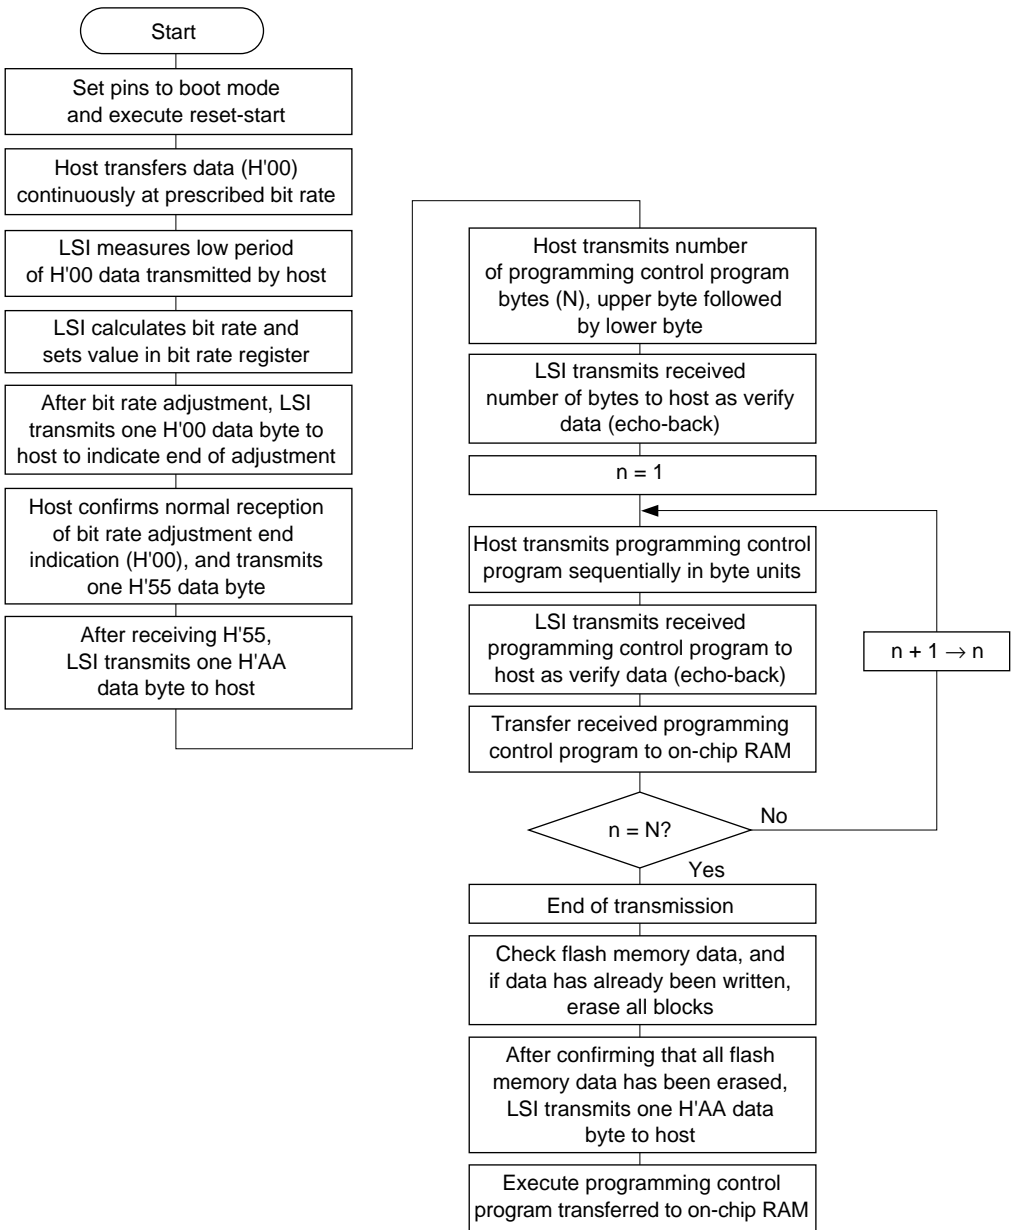 Start
Set pins to boot mode
and execute reset-start
Host transfers data (H'00)
continuously at prescribed bit rate
LSI measures low period
of H'00 data transmitted by host
LSI calculates bit rate and
sets value in bit rate register
After bit rate adjustment, LSI
transmits one H'00 data byte to
host to indicate end of adjustment
Host confirms normal reception
of bit rate adjustment end
indication (H'00), and transmits
one H'55 data byte
After receiving H'55,
LSI transmits one H'AA
data byte to host
Host transmits number
of programming control program
bytes (N), upper byte followed
by lower byte
LSI transmits received
number of bytes to host as verify
data (echo-back)
n = 1
Host transmits programming control
program sequentially in byte units
LSI transmits received
programming control program to
host as verify data (echo-back)
n + 1 → n
Transfer received programming
control program to on-chip RAM
n = N?
No
Yes
End of transmission
Check flash memory data, and
if data has already been written,
erase all blocks
After confirming that all flash
memory data has been erased,
LSI transmits one H'AA data
byte to host
Execute programming control
program transferred to on-chip RAM